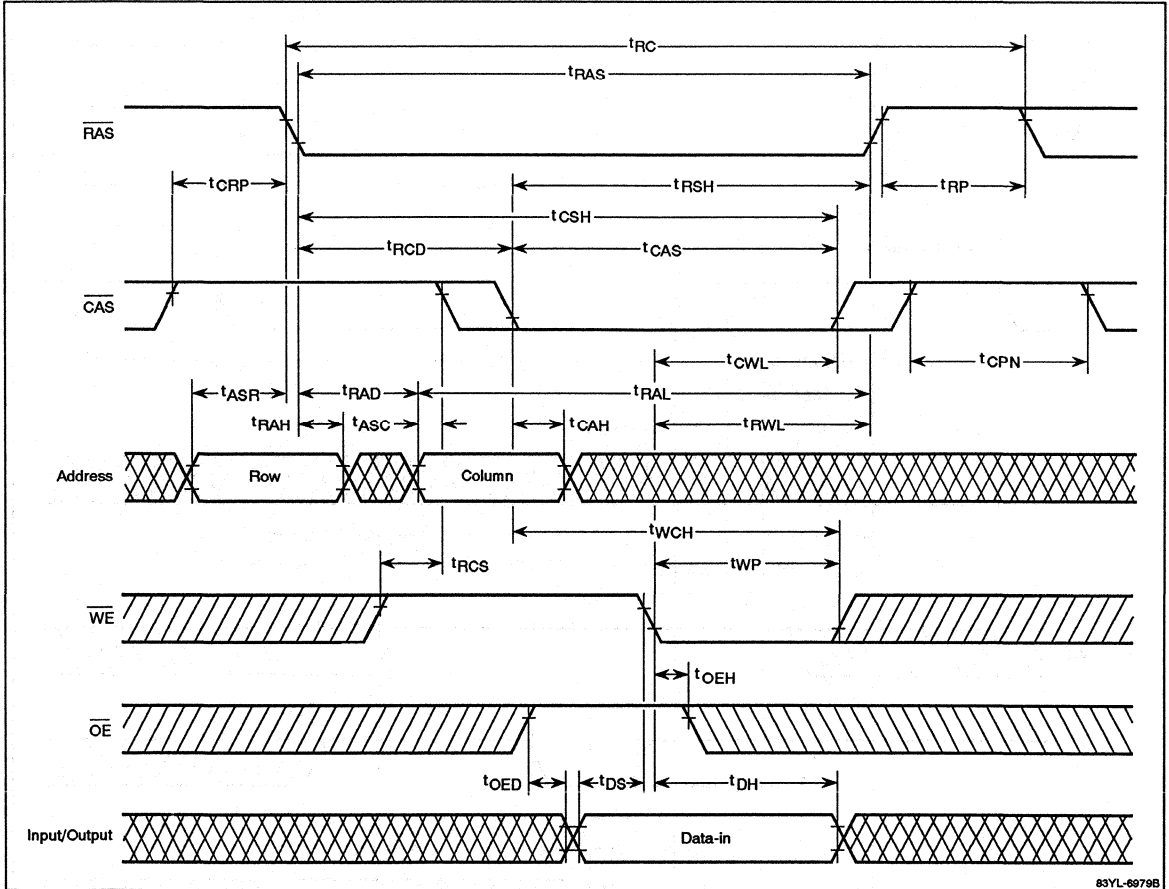 tRC
tRAS
RAS
tCRP
tRSH
tRP
tCSH
tRCD
tCAS
CAS
tCWL
tCPN
tASR
tRAD
tRAL
tRAH
tASC
tCAH
tRWL
Address
Row
Column
tWCH
tRCS
tWP
WE
tOEH
OE
tOED
tDS
tDH
Input/Output
Data-in
83YL-6979B